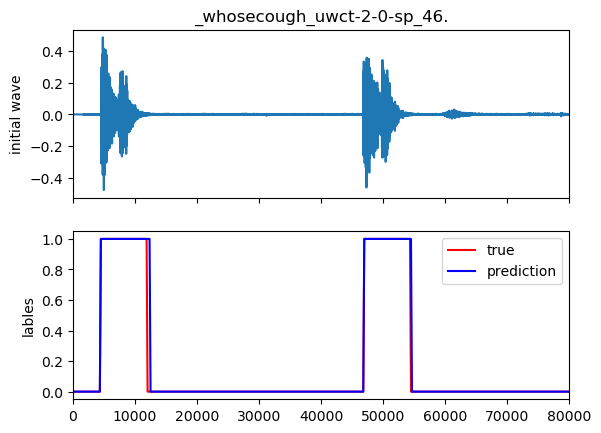 _whosecough_uwct-2-0-sp_46.
initial wave
0.4
0.2
0.0
−0.2
−0.4
lables
1.0
0.8
0.6
0.4
0.2
0.0
true
prediction
0 10000 20000 30000 40000 50000 60000 70000 80000